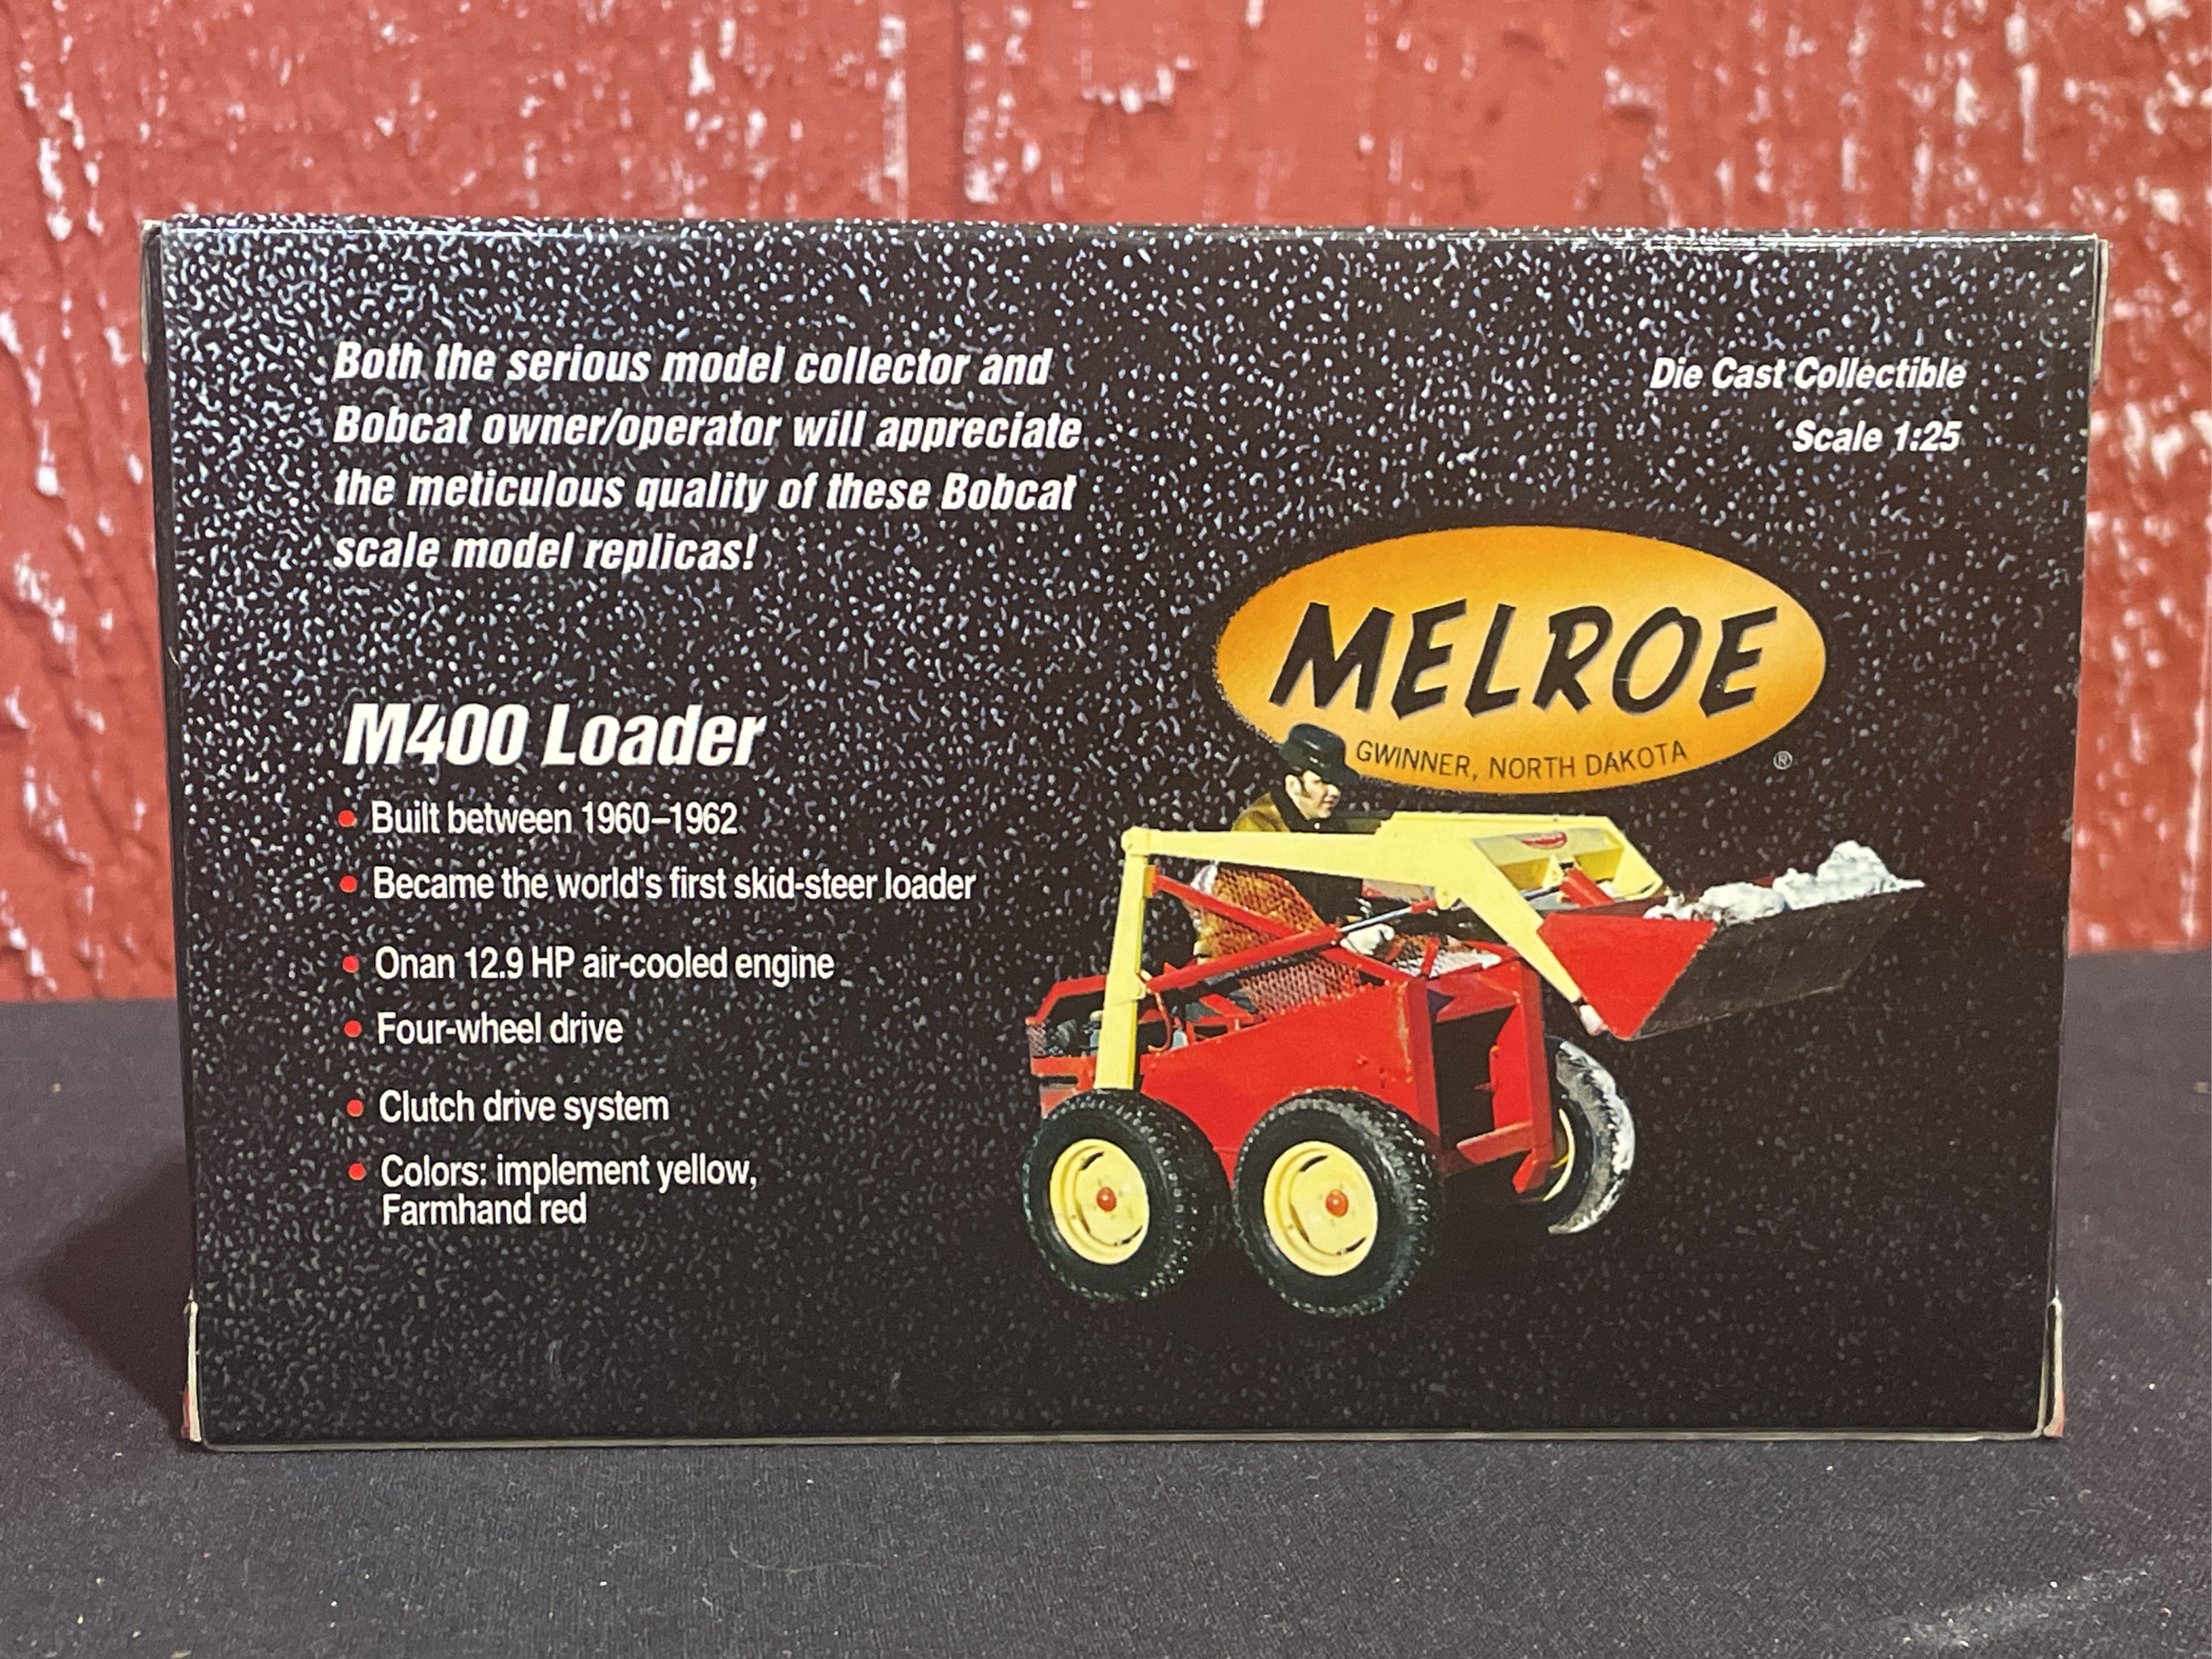 Both the serious model collector and
Bobcat owner/operator will appreciate
the meticulous quality of these Bobcat
scale model replicas!
Die Cast Collectible
Scale 1:25
MELROE
GWINNER, NORTH DAKOTA
®
M400 Loader
• Built between 1960–1962
• Became the world's first skid-steer loader
• Onan 12.9 HP air-cooled engine
• Four-wheel drive
• Clutch drive system
• Colors: implement yellow,
Farmhand red